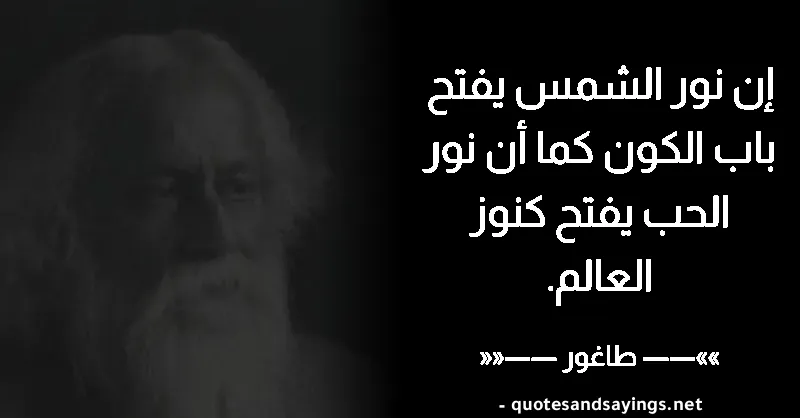 إن نور الشمس يفتح
باب الكون كما أن نور
الحب يفتح كنوز
العالم.
»»—— طاغور ——««
- quotesandsayings.net